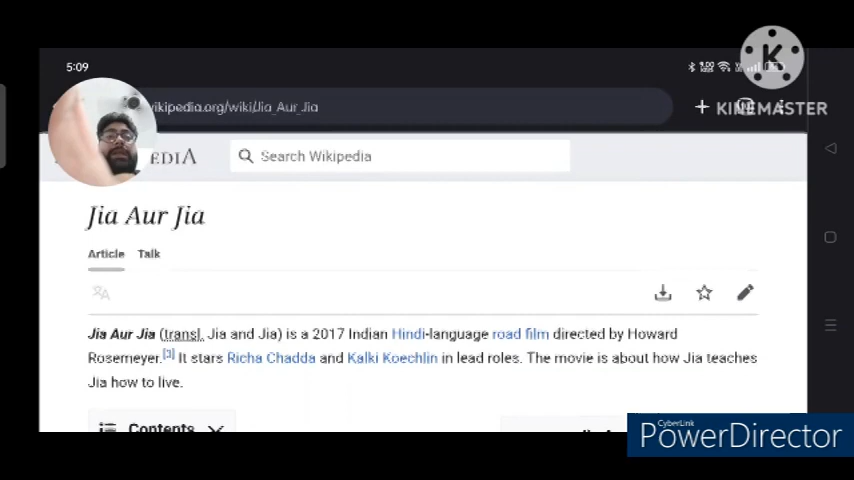 5:09
KINEMASTER
wikipedia.org/wiki/Jia_Aur_Jia
Search Wikipedia
Jia Aur Jia
Article Talk
Jia Aur Jia (transl. Jia and Jia) is a 2017 Indian Hindi-language road film directed by Howard
Rosemeyer.[3] It stars Richa Chadda and Kalki Koechlin in lead roles. The movie is about how Jia teaches
Jia how to live.
Contents
CyberLink
PowerDirector